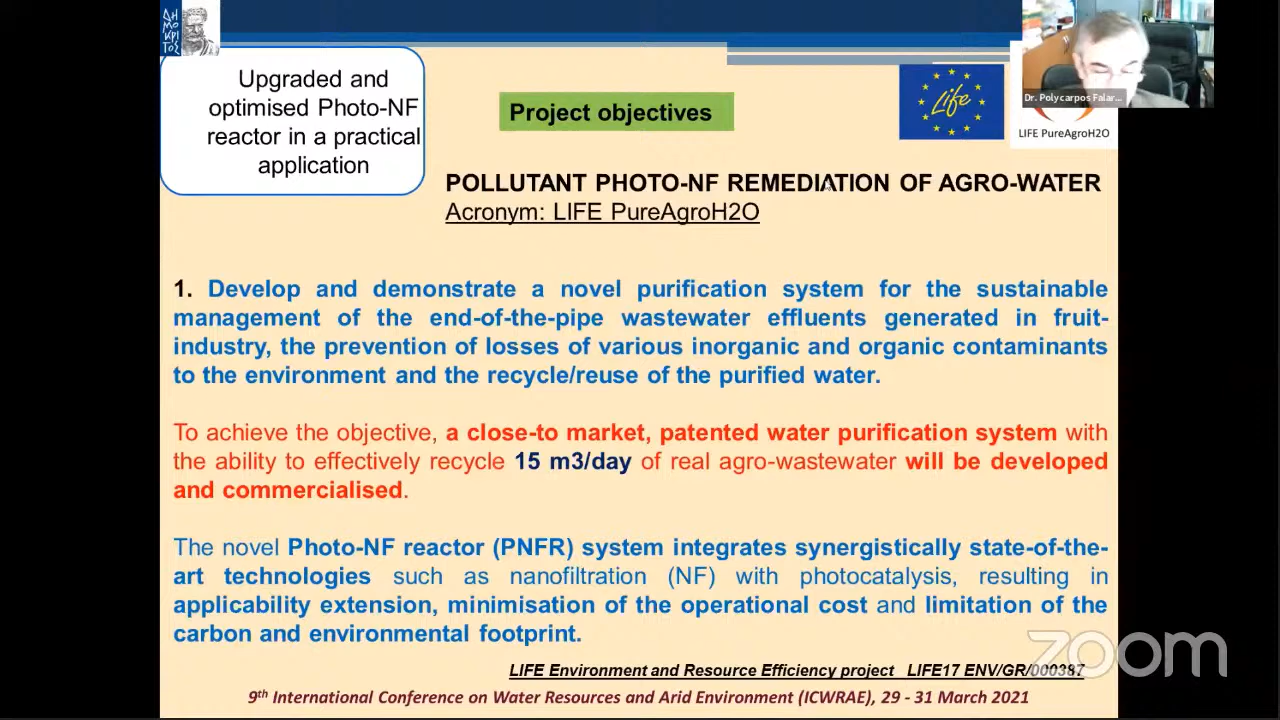 ΔΗ
ΜΟ
ΚΡΙ
ΤΟΣ
Upgraded and
optimised Photo-NF
reactor in a practical
application
Project objectives
Life
Dr. Polycarpos Falar...
LIFE PureAgroH2O
POLLUTANT PHOTO-NF REMEDIATION OF AGRO-WATER
Acronym: LIFE PureAgroH2O
1. Develop and demonstrate a novel purification system for the sustainable
management of the end-of-the-pipe wastewater effluents generated in fruit-
industry, the prevention of losses of various inorganic and organic contaminants
to the environment and the recycle/reuse of the purified water.
To achieve the objective, a close-to market, patented water purification system with
the ability to effectively recycle 15 m3/day of real agro-wastewater will be developed
and commercialised.
The novel Photo-NF reactor (PNFR) system integrates synergistically state-of-the-
art technologies such as nanofiltration (NF) with photocatalysis, resulting in
applicability extension, minimisation of the operational cost and limitation of the
carbon and environmental footprint.
zoom
LIFE Environment and Resource Efficiency project LIFE17 ENV/GR/000387
9th International Conference on Water Resources and Arid Environment (ICWRAE), 29 - 31 March 2021